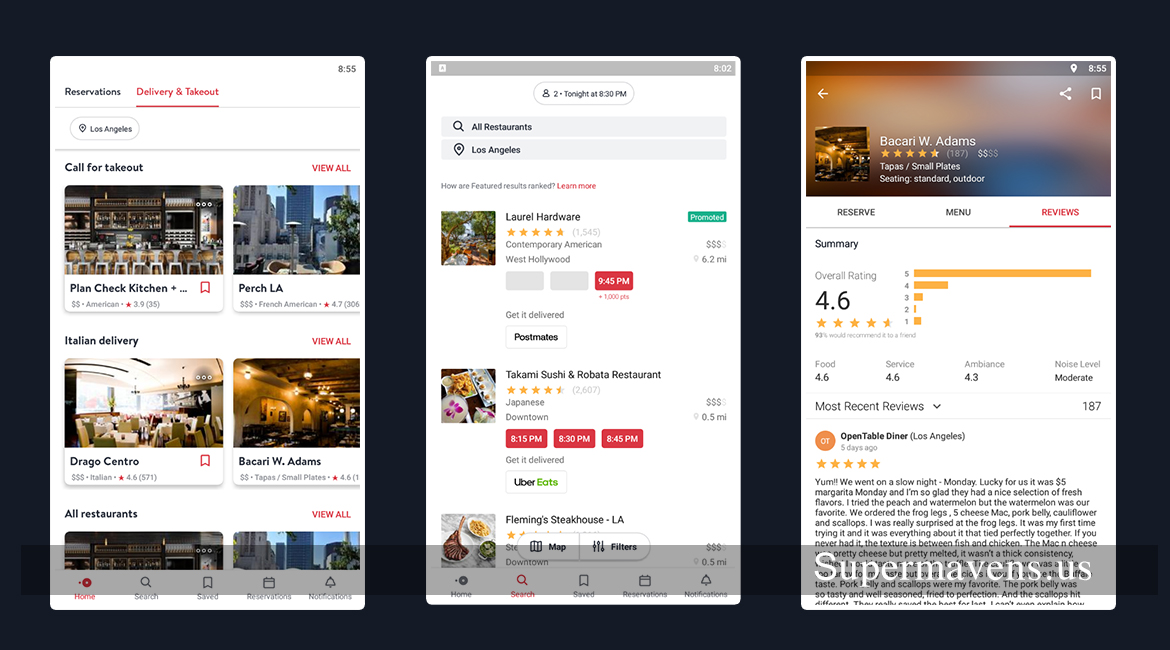 8:55
Reservations Delivery & Takeout
Los Angeles
Call for takeout VIEW ALL
Plan Check Kitchen + ... Perch LA
$$ • American • ★ 3.9 (35) $$$ • French American • ★ 4.7 (306
Italian delivery VIEW ALL
Drago Centro Bacari W. Adams
$$$ • Italian • ★ 4.6 (571) $$ • Tapas / Small Plates • ★ 4.6 (1
All restaurants VIEW ALL
Home Search Saved Reservations Notifications
8:02
2 • Tonight at 8:30 PM
All Restaurants
Los Angeles
How are Featured results ranked? Learn more
Laurel Hardware Promoted
(1,545)
Contemporary American $$$$
West Hollywood 6.2 mi
9:45 PM
+ 1,000 pts
Get it delivered
Postmates
Takami Sushi & Robata Restaurant
(2,607)
Japanese $$$$
Downtown 0.5 mi
8:15 PM 8:30 PM 8:45 PM
Get it delivered
Uber Eats
Fleming's Steakhouse - LA
$$$$
Map Filters
Downtown 0.5 mi
Home Search Saved Reservations Notifications
8:55
Bacari W. Adams
(187) $$$$
Tapas / Small Plates
Seating: standard, outdoor
RESERVE MENU REVIEWS
Summary
Overall Rating
4.6
5
4
3
2
1
93% would recommend it to a friend
Food Service Ambiance Noise Level
4.6 4.6 4.3 Moderate
Most Recent Reviews 187
OT OpenTable Diner (Los Angeles)
5 days ago
Yum!! We went on a slow night - Monday. Lucky for us it was $5
margarita Monday and I'm so glad they had a nice selection of fresh
flavors. I tried the peach and watermelon but the watermelon was our
favorite. We ordered the frog legs , 5 cheese Mac, pork belly, cauliflower
and scallops. I was really surprised at the frog legs. It was my first time
trying it and it was everything about it that tied perfectly together. If you
never had it, the texture is between fish and chicken. The Mac n cheese
pretty cheese but pretty melted, it wasn't a thick consistency,
Supermavens.us
taste. Pork belly and scallops were my favorite. The pork belly was
so tasty and well seasoned, fried to perfection. And the scallops hit
different. They really saved the best for last. I can't even explain how